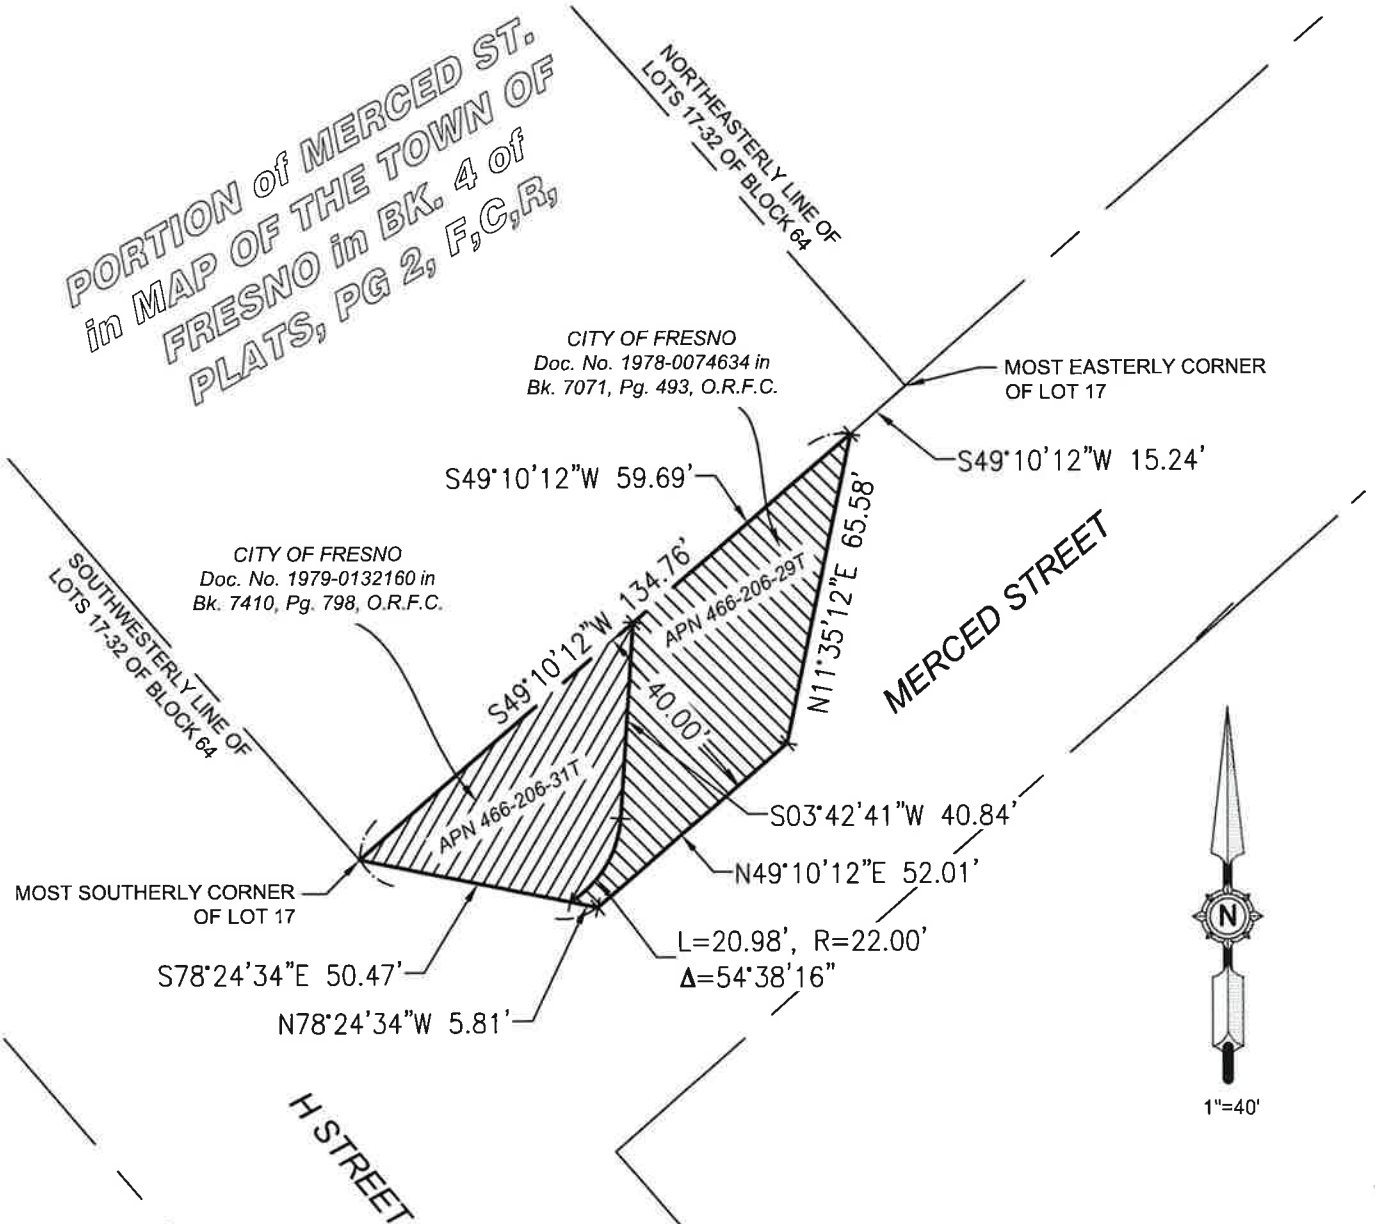 PORTION of MERCED ST.
in MAP OF THE TOWN OF
FRESNO in BK. 4 of
PLATS, PG 2, F,C,R,
NORTHEASTERLY LINE OF
LOTS 17-32 OF BLOCK 64
CITY OF FRESNO
Doc. No. 1978-0074634 in
Bk. 7071, Pg. 493, O.R.F.C.
MOST EASTERLY CORNER
OF LOT 17
S49°10'12"W 15.24'
S49°10'12"W 59.69'
N11°35'12"E 65.58'
MERCED STREET
CITY OF FRESNO
Doc. No. 1979-0132160 in
Bk. 7410, Pg. 798, O.R.F.C.
SOUTHWESTERLY LINE OF
LOTS 17-32 OF BLOCK 64
S49°10'12"W 134.76'
APN 466-206-29T
40.00'
APN 466-206-31T
S03°42'41"W 40.84'
N49°10'12"E 52.01'
MOST SOUTHERLY CORNER
OF LOT 17
L=20.98', R=22.00'
Δ=54°38'16"
S78°24'34"E 50.47'
N78°24'34"W 5.81'
N
1"=40'
H STREET